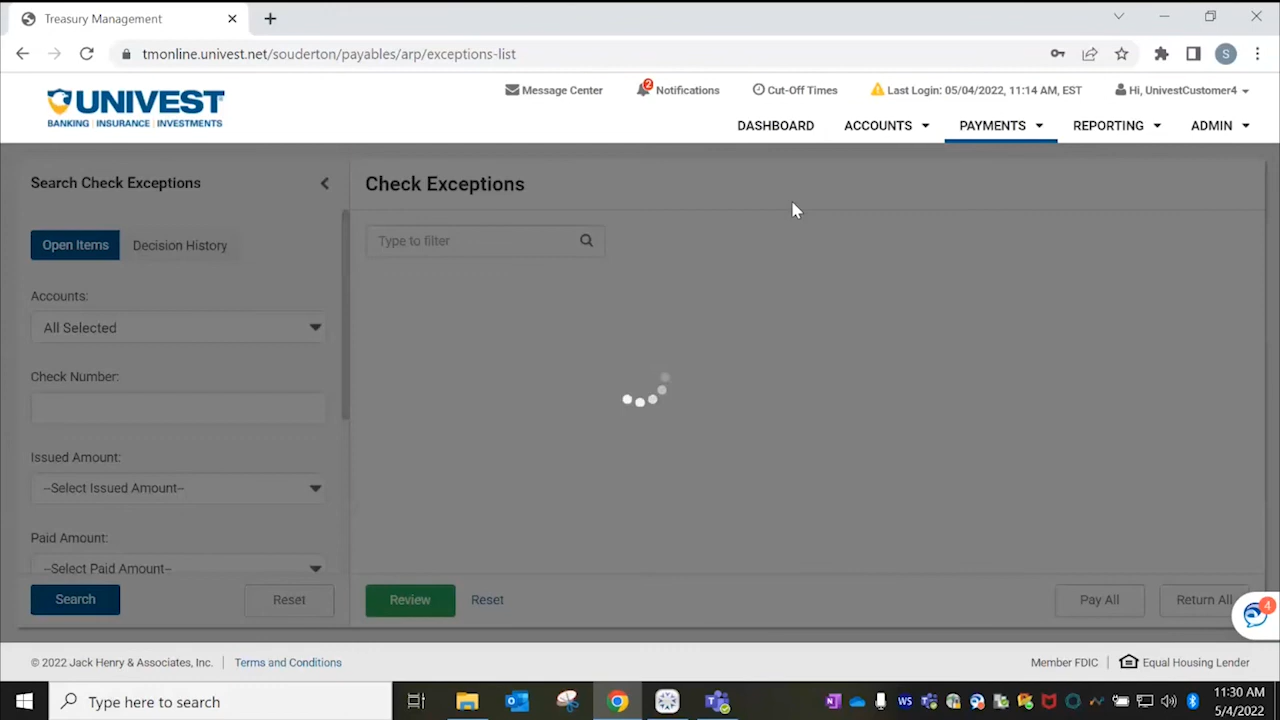 Treasury Management
tmonline.univest.net/souderton/payables/arp/exceptions-list
S
UNIVEST
BANKING | INSURANCE | INVESTMENTS
Message Center
2
Notifications
Cut-Off Times
Last Login: 05/04/2022, 11:14 AM, EST
Hi, UnivestCustomer4
DASHBOARD
ACCOUNTS
PAYMENTS
REPORTING
ADMIN
Search Check Exceptions
Open Items
Decision History
Accounts:
All Selected
Check Number:
Issued Amount:
--Select Issued Amount--
Paid Amount:
--Select Paid Amount--
Search
Reset
Check Exceptions
Type to filter
Review
Reset
Pay All
Return All
4
© 2022 Jack Henry & Associates, Inc.
Terms and Conditions
Member FDIC
Equal Housing Lender
Type here to search
WS
11:30 AM
5/4/2022